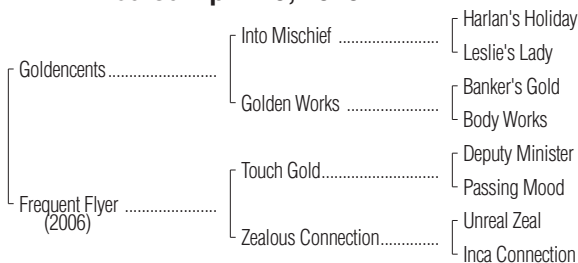 Harlan's Holiday
Into Mischief ....................
Leslie's Lady
Goldencents ....................
Banker's Gold
Golden Works ....................
Body Works
Deputy Minister
Touch Gold ....................
Passing Mood
Frequent Flyer ....................
(2006)
Unreal Zeal
Zealous Connection ....................
Inca Connection